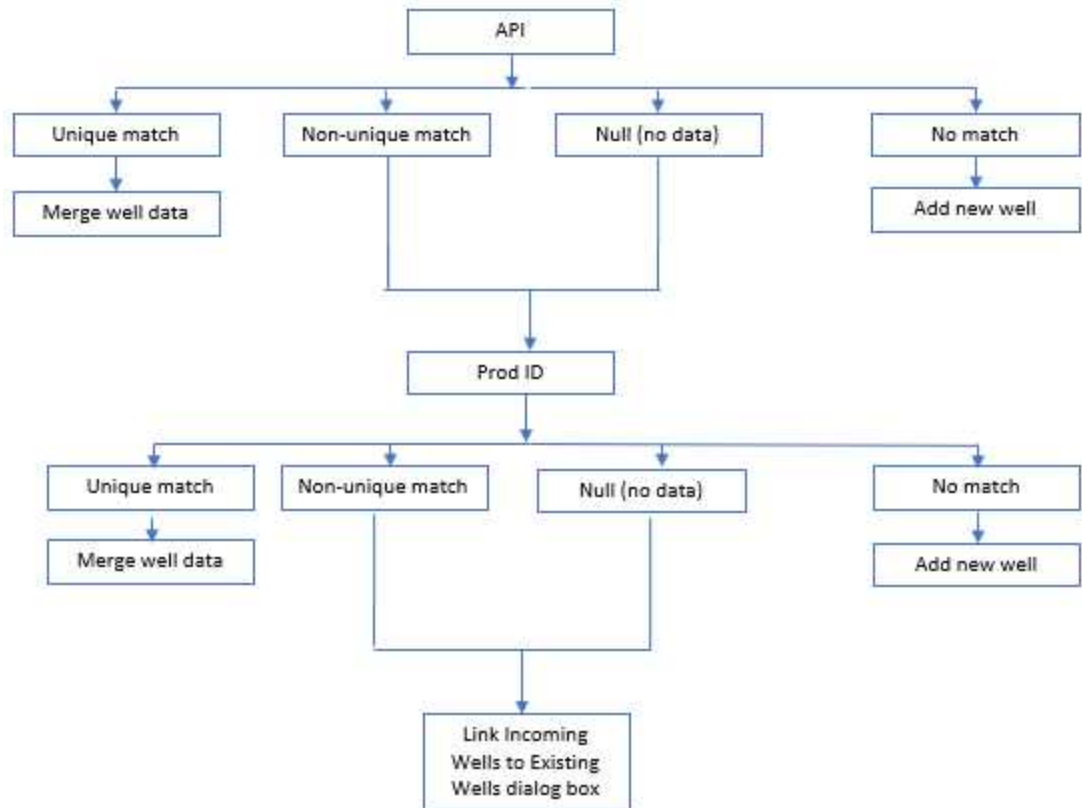 API
Unique match
Non-unique match
Null (no data)
No match
Merge well data
Add new well
Prod ID
Unique match
Non-unique match
Null (no data)
No match
Merge well data
Add new well
Link Incoming
Wells to Existing
Wells dialog box